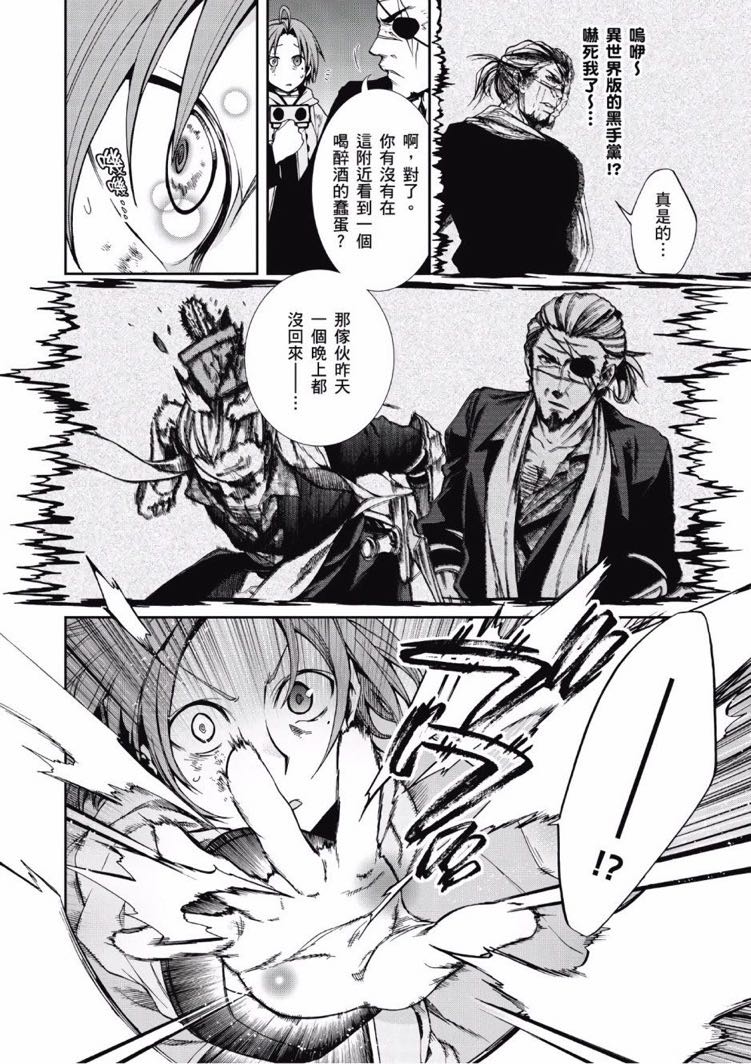 嗚咿～
異世界版的黑手黨!?
嚇死我了～…
真是的…
啊，對了。
你有沒有在
這附近看到一個
喝醉酒的蠢蛋？
那傢伙昨天
一個晚上都
沒回來——…
——!?